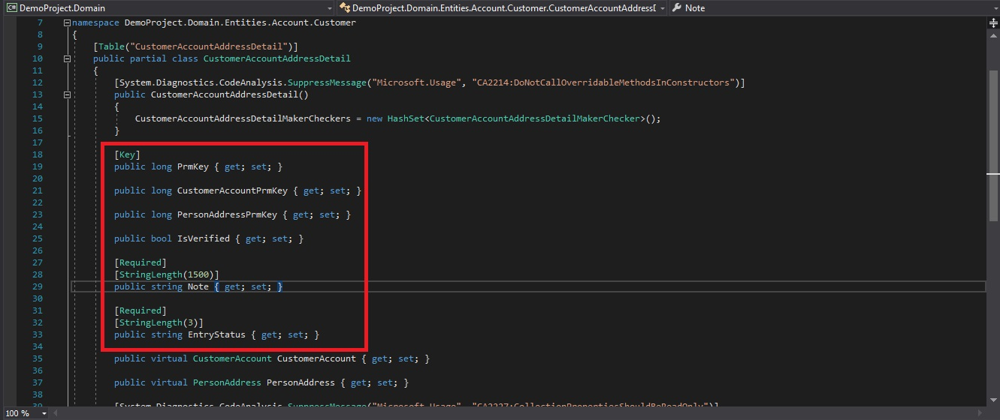 C# DemoProject.Domain DemoProject.Domain.Entities.Account.Customer.CustomerAccountAddressD Note
7 namespace DemoProject.Domain.Entities.Account.Customer
8 {
9 [Table("CustomerAccountAddressDetail")]
10 public partial class CustomerAccountAddressDetail
11 {
12 [System.Diagnostics.CodeAnalysis.SuppressMessage("Microsoft.Usage", "CA2214:DoNotCallOverridableMethodsInConstructors")]
13 public CustomerAccountAddressDetail()
14 {
15 CustomerAccountAddressDetailMakerCheckers = new HashSet<CustomerAccountAddressDetailMakerChecker>();
16 }
17
18 [Key]
19 public long PrmKey { get; set; }
20
21 public long CustomerAccountPrmKey { get; set; }
22
23 public long PersonAddressPrmKey { get; set; }
24
25 public bool IsVerified { get; set; }
26
27 [Required]
28 [StringLength(1500)]
29 public string Note { get; set; }
30
31 [Required]
32 [StringLength(3)]
33 public string EntryStatus { get; set; }
34
35 public virtual CustomerAccount CustomerAccount { get; set; }
36
37 public virtual PersonAddress PersonAddress { get; set; }
38
39 [System.Diagnostics.CodeAnalysis.SuppressMessage("Microsoft.Usage", "CA2227:CollectionPropertiesShouldBeReadOnly")]
100 %